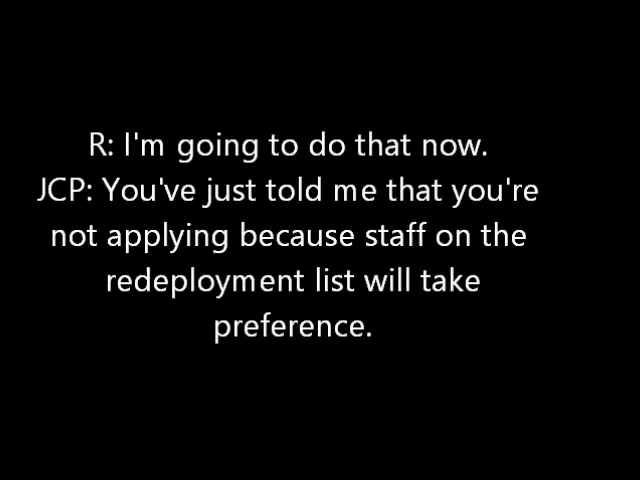 R: I'm going to do that now.
JCP: You've just told me that you're
not applying because staff on the
redeployment list will take
preference.